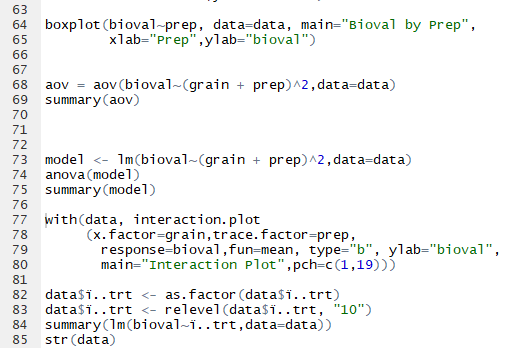 63
64 boxplot(bioval~prep, data=data, main="Bioval by Prep",
65 xlab="Prep",ylab="bioval")
66
67
68 aov = aov(bioval~(grain + prep)^2,data=data)
69 summary(aov)
70
71
72
73 model <- lm(bioval~(grain + prep)^2,data=data)
74 anova(model)
75 summary(model)
76
77 with(data, interaction.plot
78 (x.factor=grain,trace.factor=prep,
79 response=bioval,fun=mean, type="b", ylab="bioval",
80 main="Interaction Plot",pch=c(1,19)))
81
82 data$ï..trt <- as.factor(data$ï..trt)
83 data$ï..trt <- relevel(data$ï..trt, "10")
84 summary(lm(bioval~ï..trt,data=data))
85 str(data)